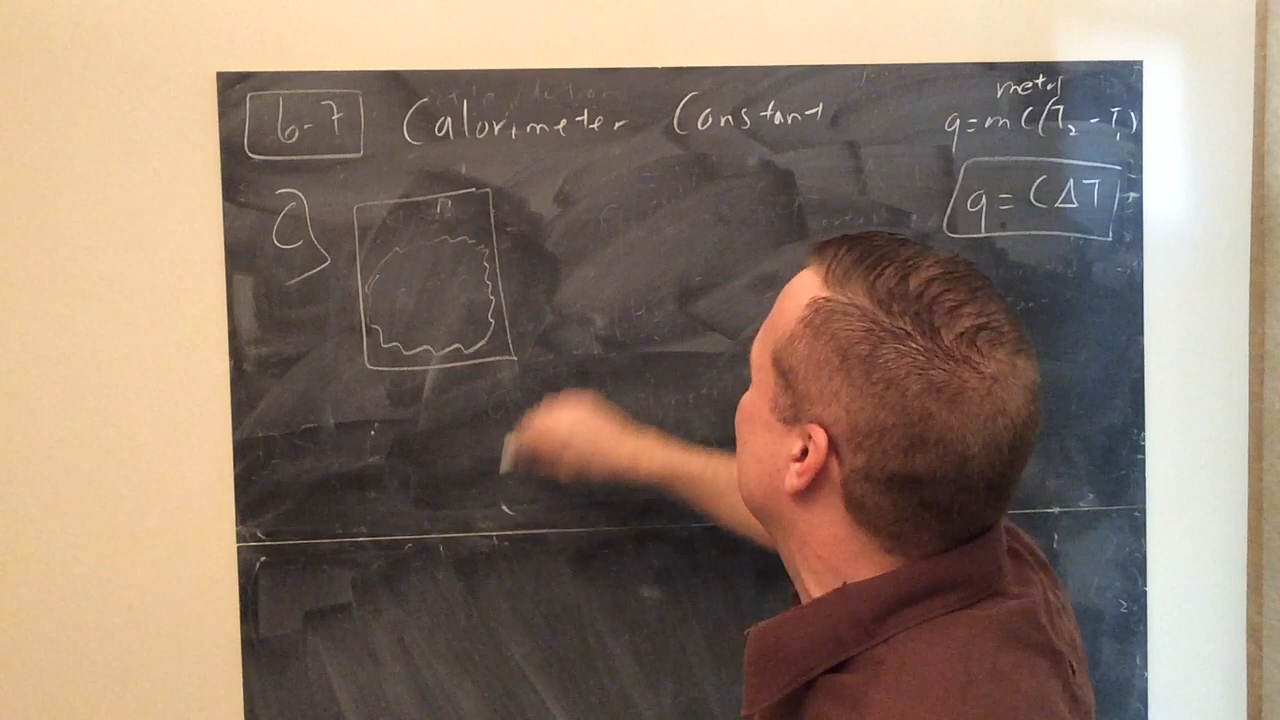 6-7 Calorimeter Constant
metal
q=mC(T₂-T₁)
q=CΔT